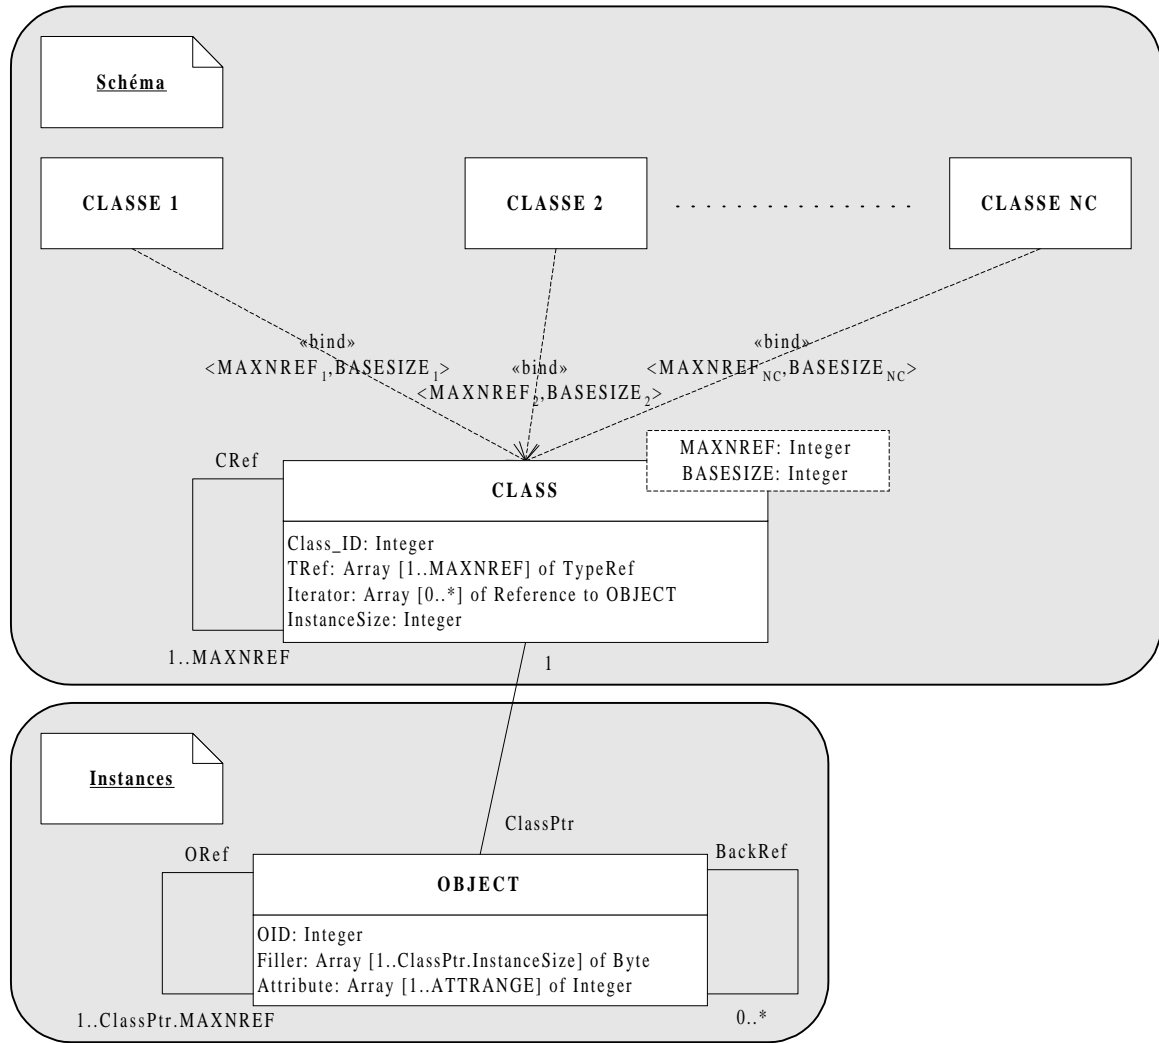 Schéma
CLASSE 1
CLASSE 2
CLASSE NC
«bind»
<MAXNREF1,BASESIZE1>
«bind»
<MAXNREF2,BASESIZE2>
«bind»
<MAXNREFNC,BASESIZENC>
MAXNREF: Integer
BASESIZE: Integer
CRef
CLASS
Class_ID: Integer
TRef: Array [1..MAXNREF] of TypeRef
Iterator: Array [0..*] of Reference to OBJECT
InstanceSize: Integer
1..MAXNREF
1
Instances
ClassPtr
ORef
BackRef
OBJECT
OID: Integer
Filler: Array [1..ClassPtr.InstanceSize] of Byte
Attribute: Array [1..ATTRANGE] of Integer
1..ClassPtr.MAXNREF
0..*